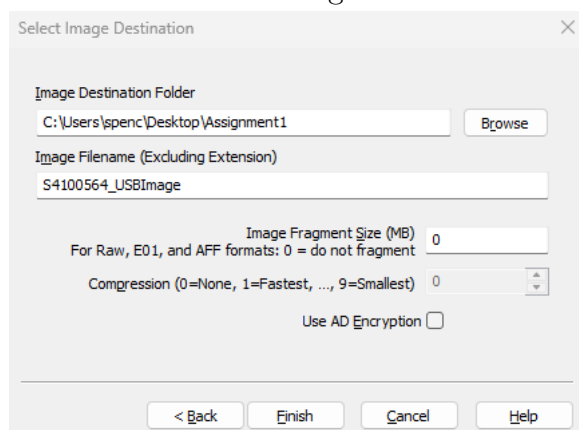 Select Image Destination
Image Destination Folder
C:\Users\spenc\Desktop\Assignment1
Browse
Image Filename (Excluding Extension)
S4100564_USBImage
Image Fragment Size (MB)
For Raw, E01, and AFF formats: 0 = do not fragment
0
Compression (0=None, 1=Fastest, ..., 9=Smallest)
0
Use AD Encryption
< Back
Finish
Cancel
Help